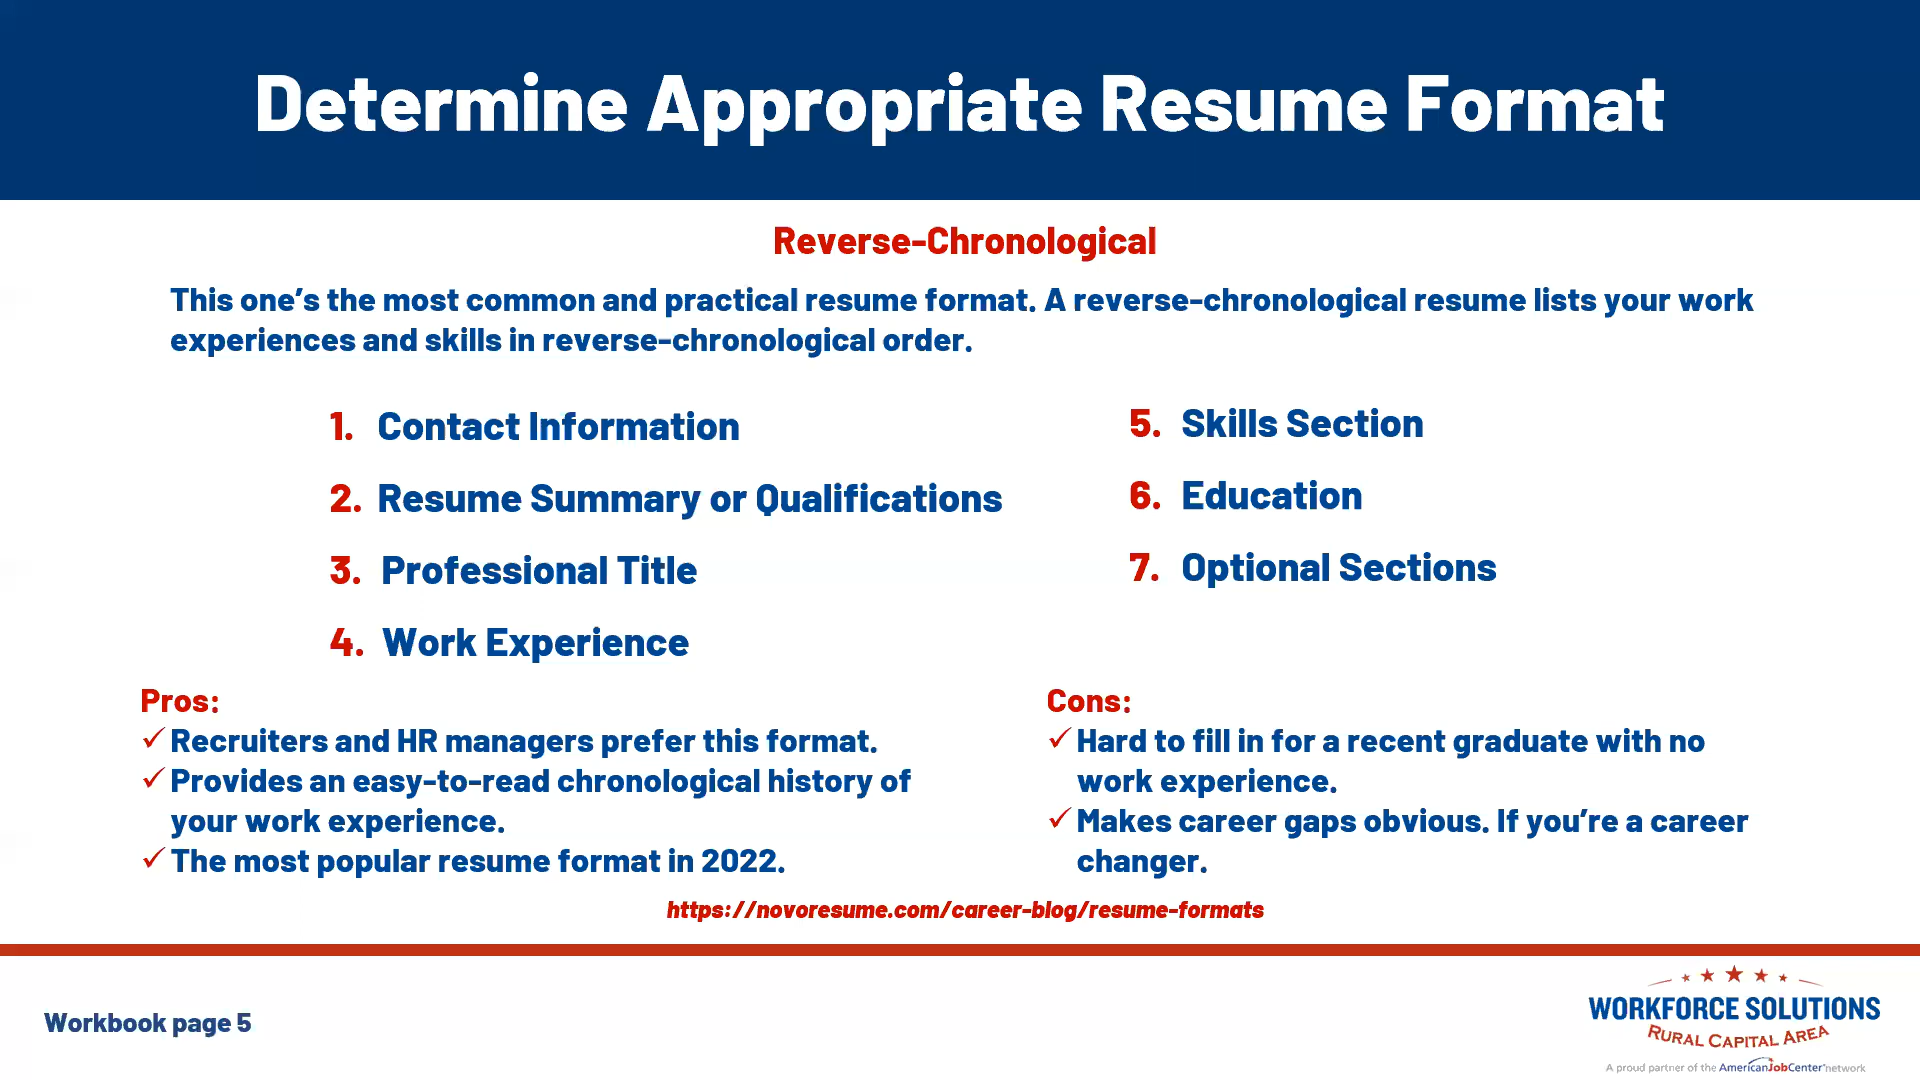 Determine Appropriate Resume Format
Reverse-Chronological
This one's the most common and practical resume format. A reverse-chronological resume lists your work
experiences and skills in reverse-chronological order.
1. Contact Information
2. Resume Summary or Qualifications
3. Professional Title
4. Work Experience
5. Skills Section
6. Education
7. Optional Sections
Pros:
✓ Recruiters and HR managers prefer this format.
✓ Provides an easy-to-read chronological history of
your work experience.
✓ The most popular resume format in 2022.
Cons:
✓ Hard to fill in for a recent graduate with no
work experience.
✓ Makes career gaps obvious. If you're a career
changer.
https://novoresume.com/career-blog/resume-formats
Workbook page 5
WORKFORCE SOLUTIONS
RURAL CAPITAL AREA
A proud partner of the AmericanJobCenter network